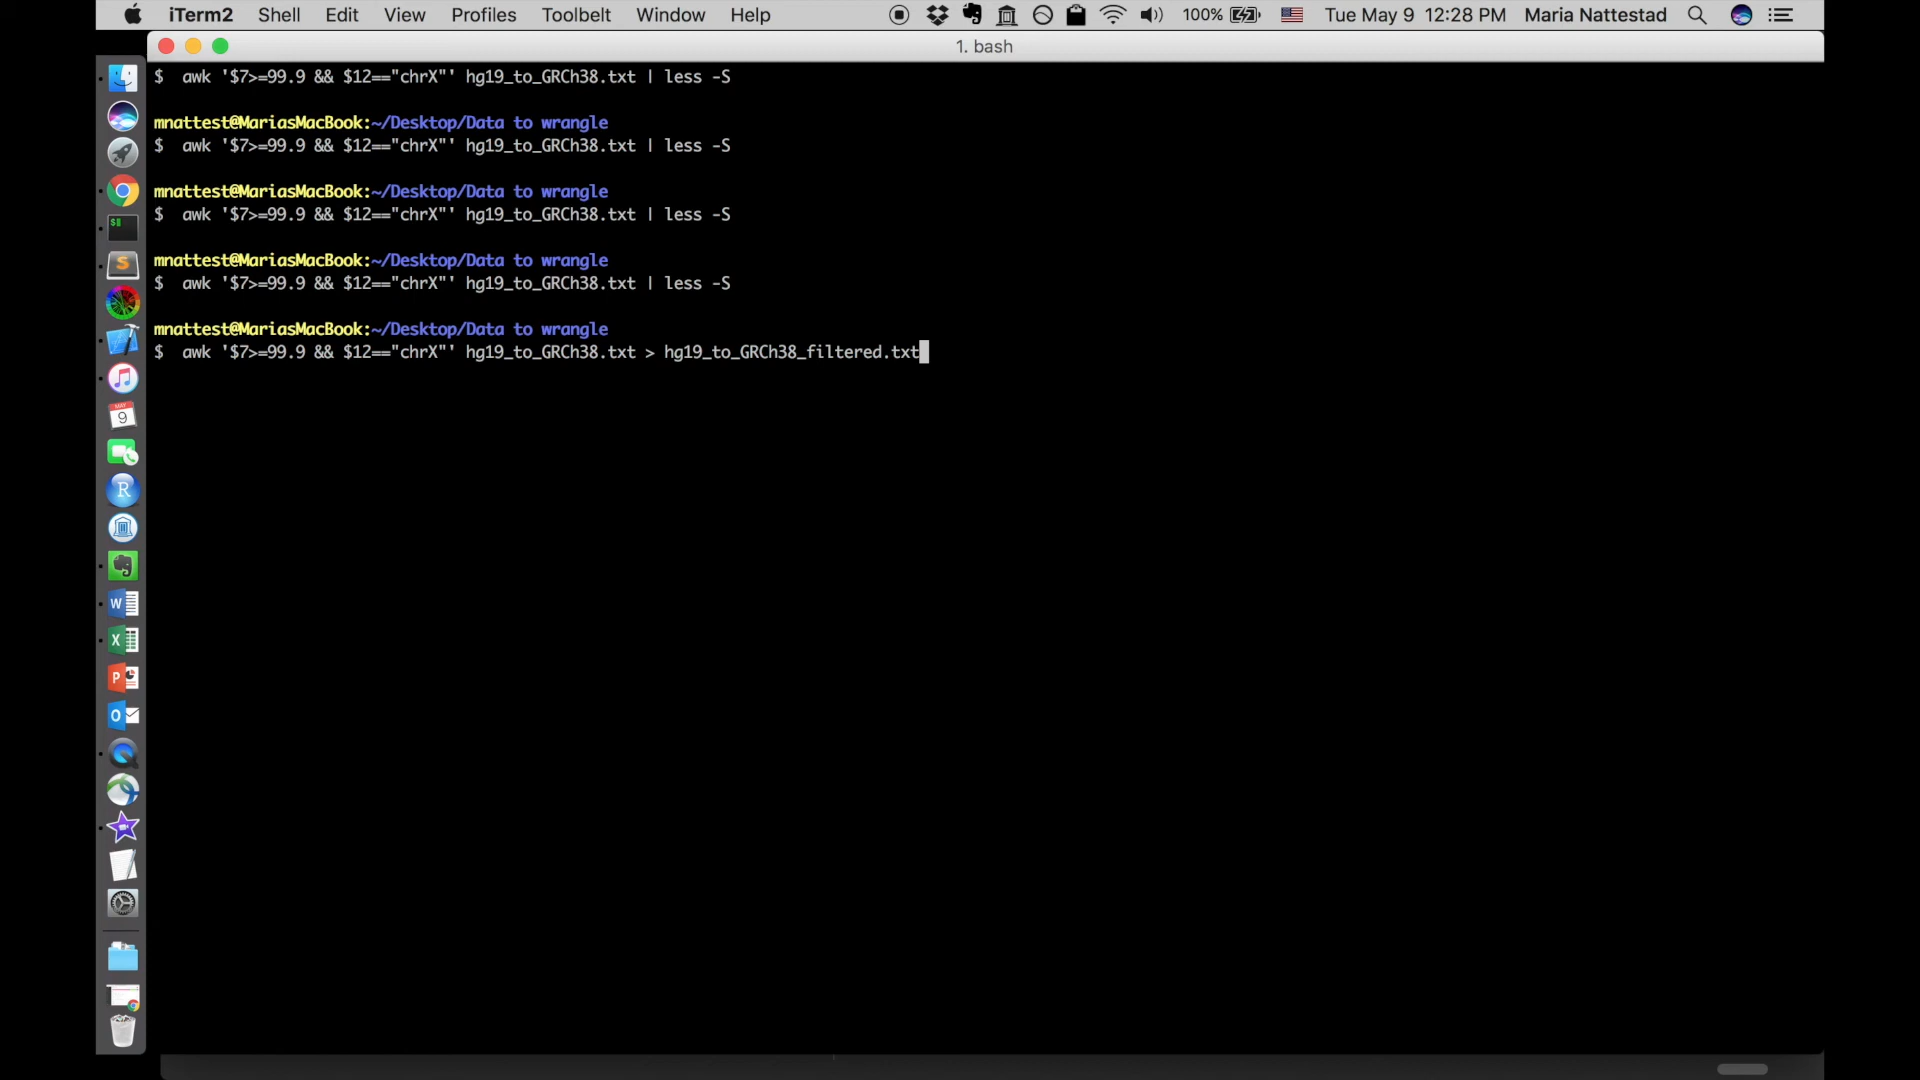 iTerm2 Shell Edit View Profiles Toolbelt Window Help 100% Tue May 9 12:28 PM Maria Nattestad
1. bash
$ awk '$7>=99.9 && $12=="chrX"' hg19_to_GRCh38.txt | less -S
mnattest@MariasMacBook:~/Desktop/Data to wrangle
$ awk '$7>=99.9 && $12=="chrX"' hg19_to_GRCh38.txt | less -S
mnattest@MariasMacBook:~/Desktop/Data to wrangle
$ awk '$7>=99.9 && $12=="chrX"' hg19_to_GRCh38.txt | less -S
mnattest@MariasMacBook:~/Desktop/Data to wrangle
$ awk '$7>=99.9 && $12=="chrX"' hg19_to_GRCh38.txt | less -S
mnattest@MariasMacBook:~/Desktop/Data to wrangle
$ awk '$7>=99.9 && $12=="chrX"' hg19_to_GRCh38.txt > hg19_to_GRCh38_filtered.txt
$
S
MAY
9
R
W
X
P
O